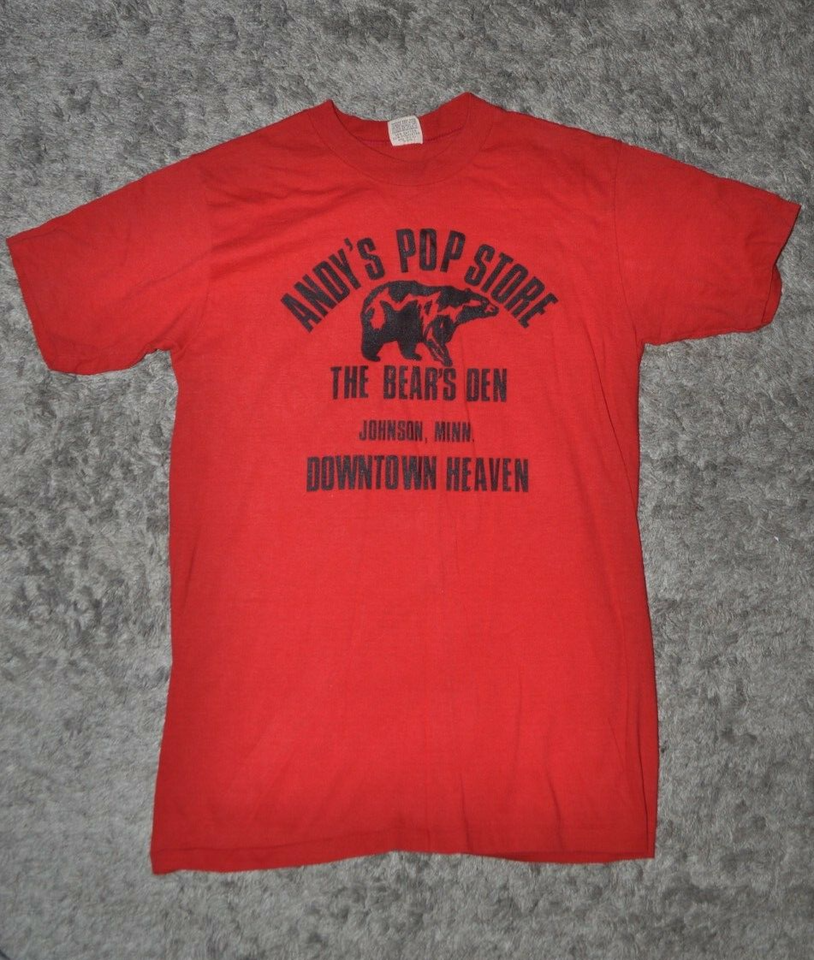 ANDY'S POP STORE
THE BEAR'S DEN
JOHNSON, MINN.
DOWNTOWN HEAVEN